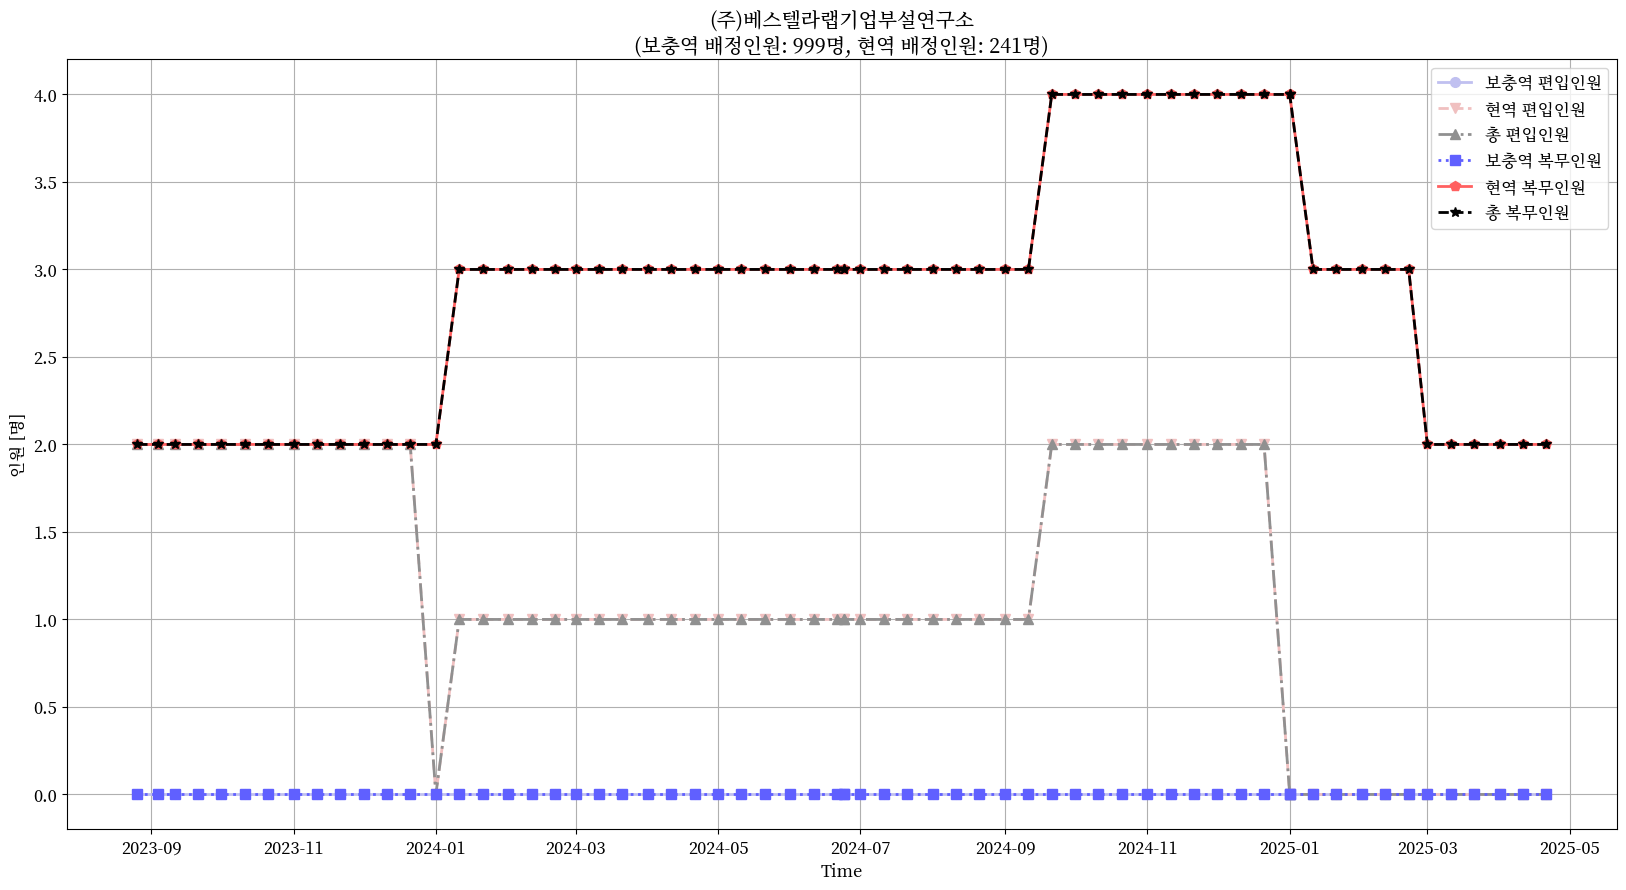 (주)베스텔라랩기업부설연구소
(보충역 배정인원: 999명, 현역 배정인원: 241명)
보충역 편입인원
현역 편입인원
총 편입인원
보충역 복무인원
현역 복무인원
총 복무인원
인원 [명]
4.0
3.5
3.0
2.5
2.0
1.5
1.0
0.5
0.0
2023-09 2023-11 2024-01 2024-03 2024-05 2024-07 2024-09 2024-11 2025-01 2025-03 2025-05
Time